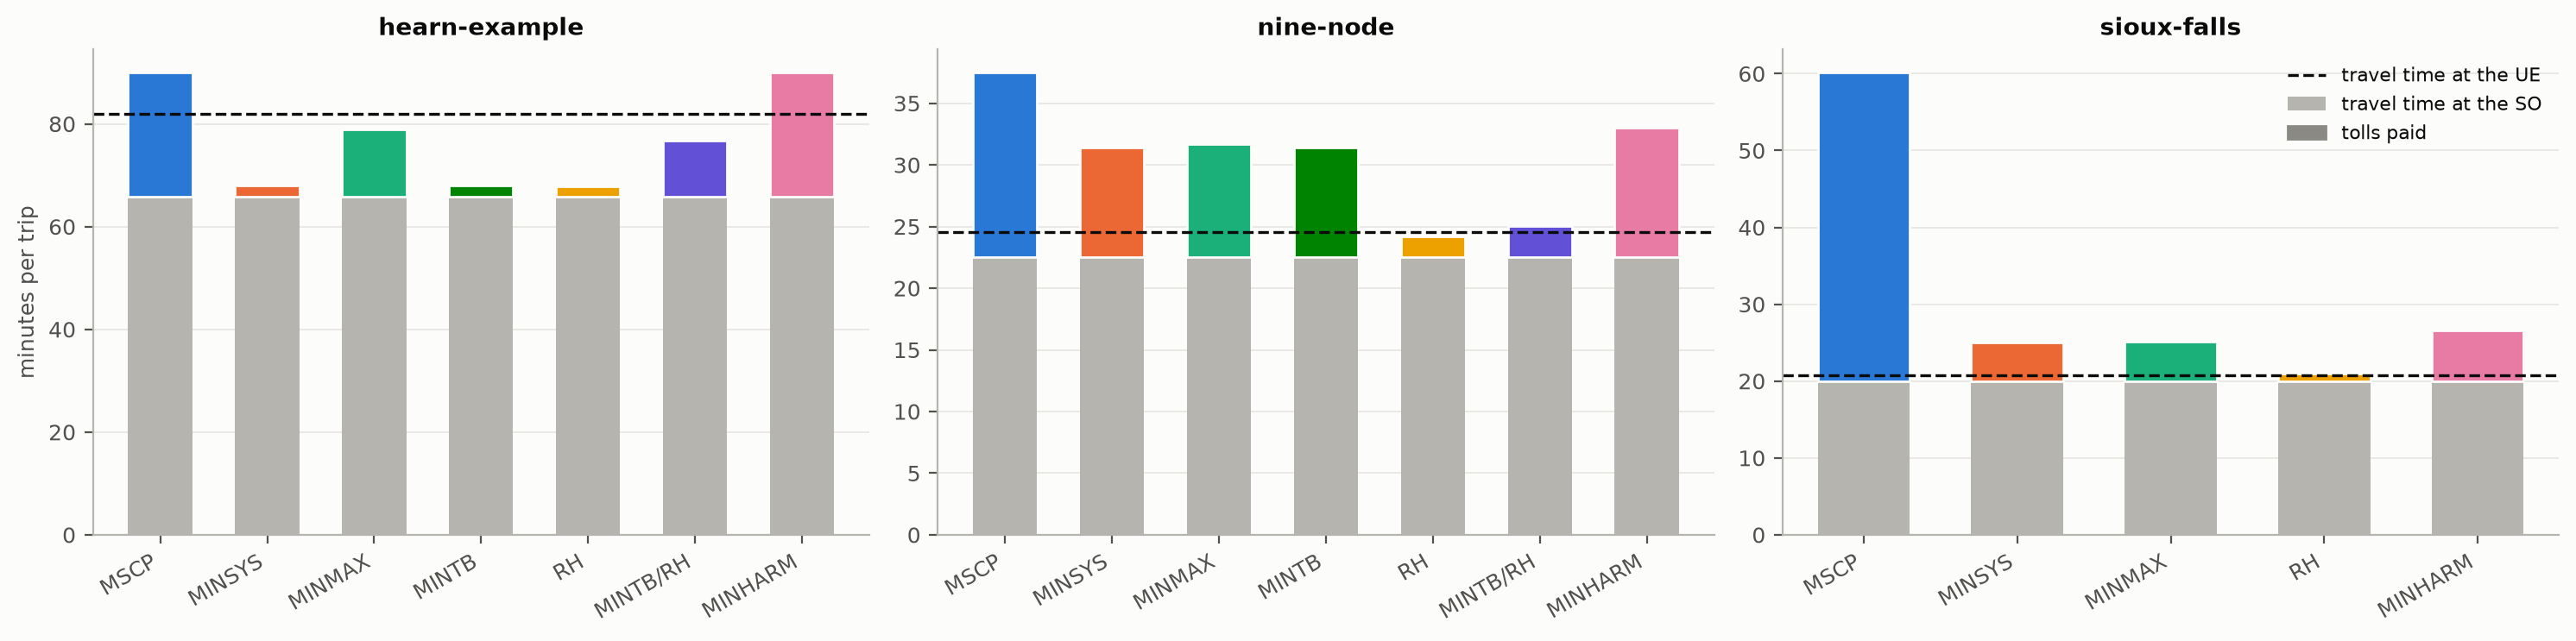 hearn-example
minutes per trip
80
60
40
20
0
MSCP
MINSYS
MINMAX
MINTB
RH
MINTB/RH
MINHARM
nine-node
35
30
25
20
15
10
5
0
MSCP
MINSYS
MINMAX
MINTB
RH
MINTB/RH
MINHARM
sioux-falls
60
50
40
30
20
10
0
travel time at the UE
travel time at the SO
tolls paid
MSCP
MINSYS
MINMAX
RH
MINHARM